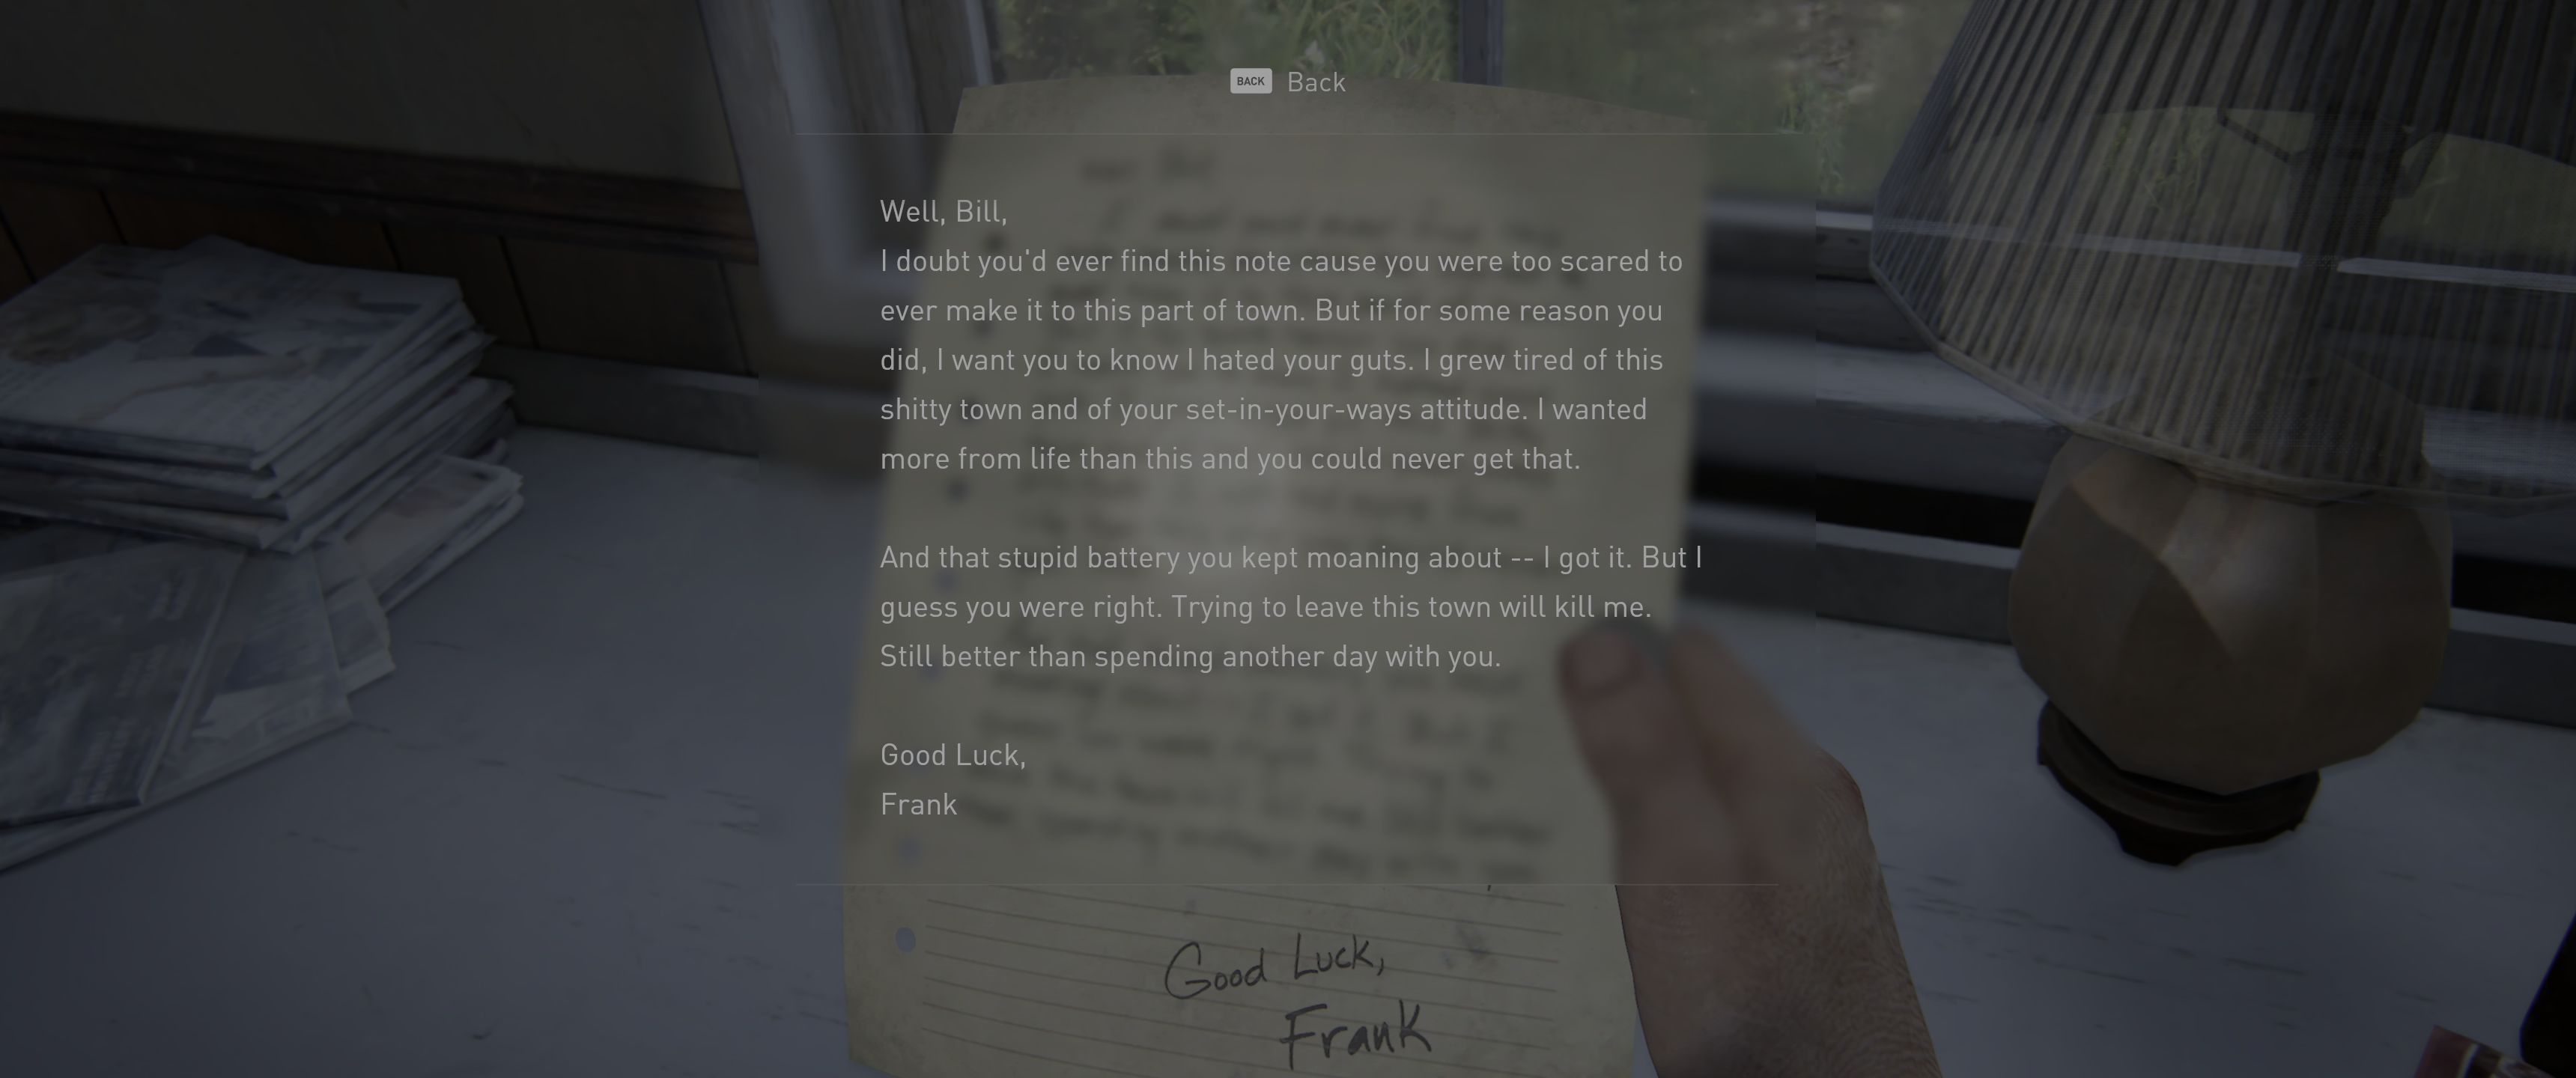 BACK Back
Well, Bill,
I doubt you'd ever find this note cause you were too scared to
ever make it to this part of town. But if for some reason you
did, I want you to know I hated your guts. I grew tired of this
shitty town and of your set-in-your-ways attitude. I wanted
more from life than this and you could never get that.
And that stupid battery you kept moaning about -- I got it. But I
guess you were right. Trying to leave this town will kill me.
Still better than spending another day with you.
Good Luck,
Frank
Good Luck,
Frank